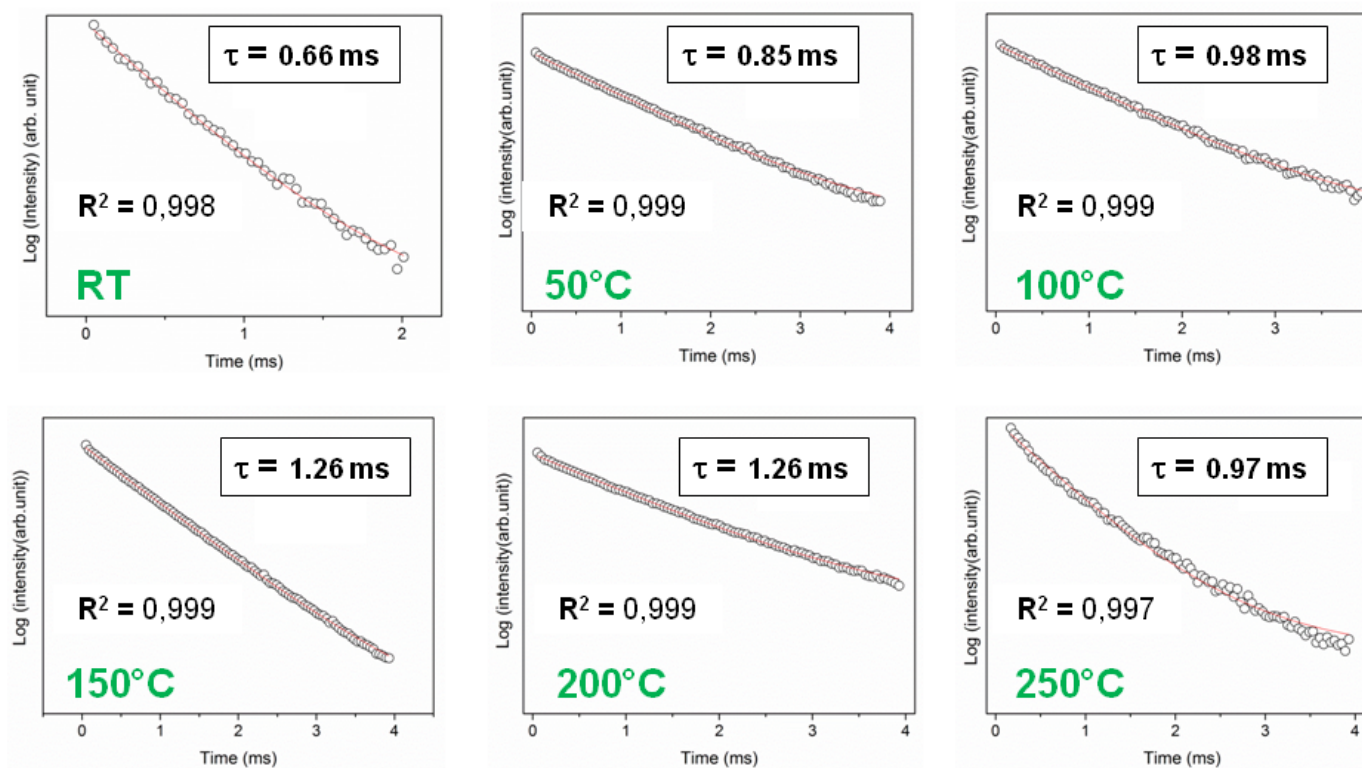 Log (Intensity) (arb. unit)
τ = 0.66 ms
R² = 0,998
RT
0 1 2
Time (ms)
Log (intensity(arb.unit))
τ = 0.85 ms
R² = 0,999
50°C
0 1 2 3 4
Time (ms)
Log (intensity(arb.unit))
τ = 0.98 ms
R² = 0,999
100°C
0 1 2 3
Time (ms)
Log (intensity(arb.unit))
τ = 1.26 ms
R² = 0,999
150°C
0 1 2 3 4
Time (ms)
Log (intensity(arb.unit))
τ = 1.26 ms
R² = 0,999
200°C
0 1 2 3 4
Time (ms)
Log (intensity(arb.unit))
τ = 0.97 ms
R² = 0,997
250°C
0 1 2 3 4
Time (ms)